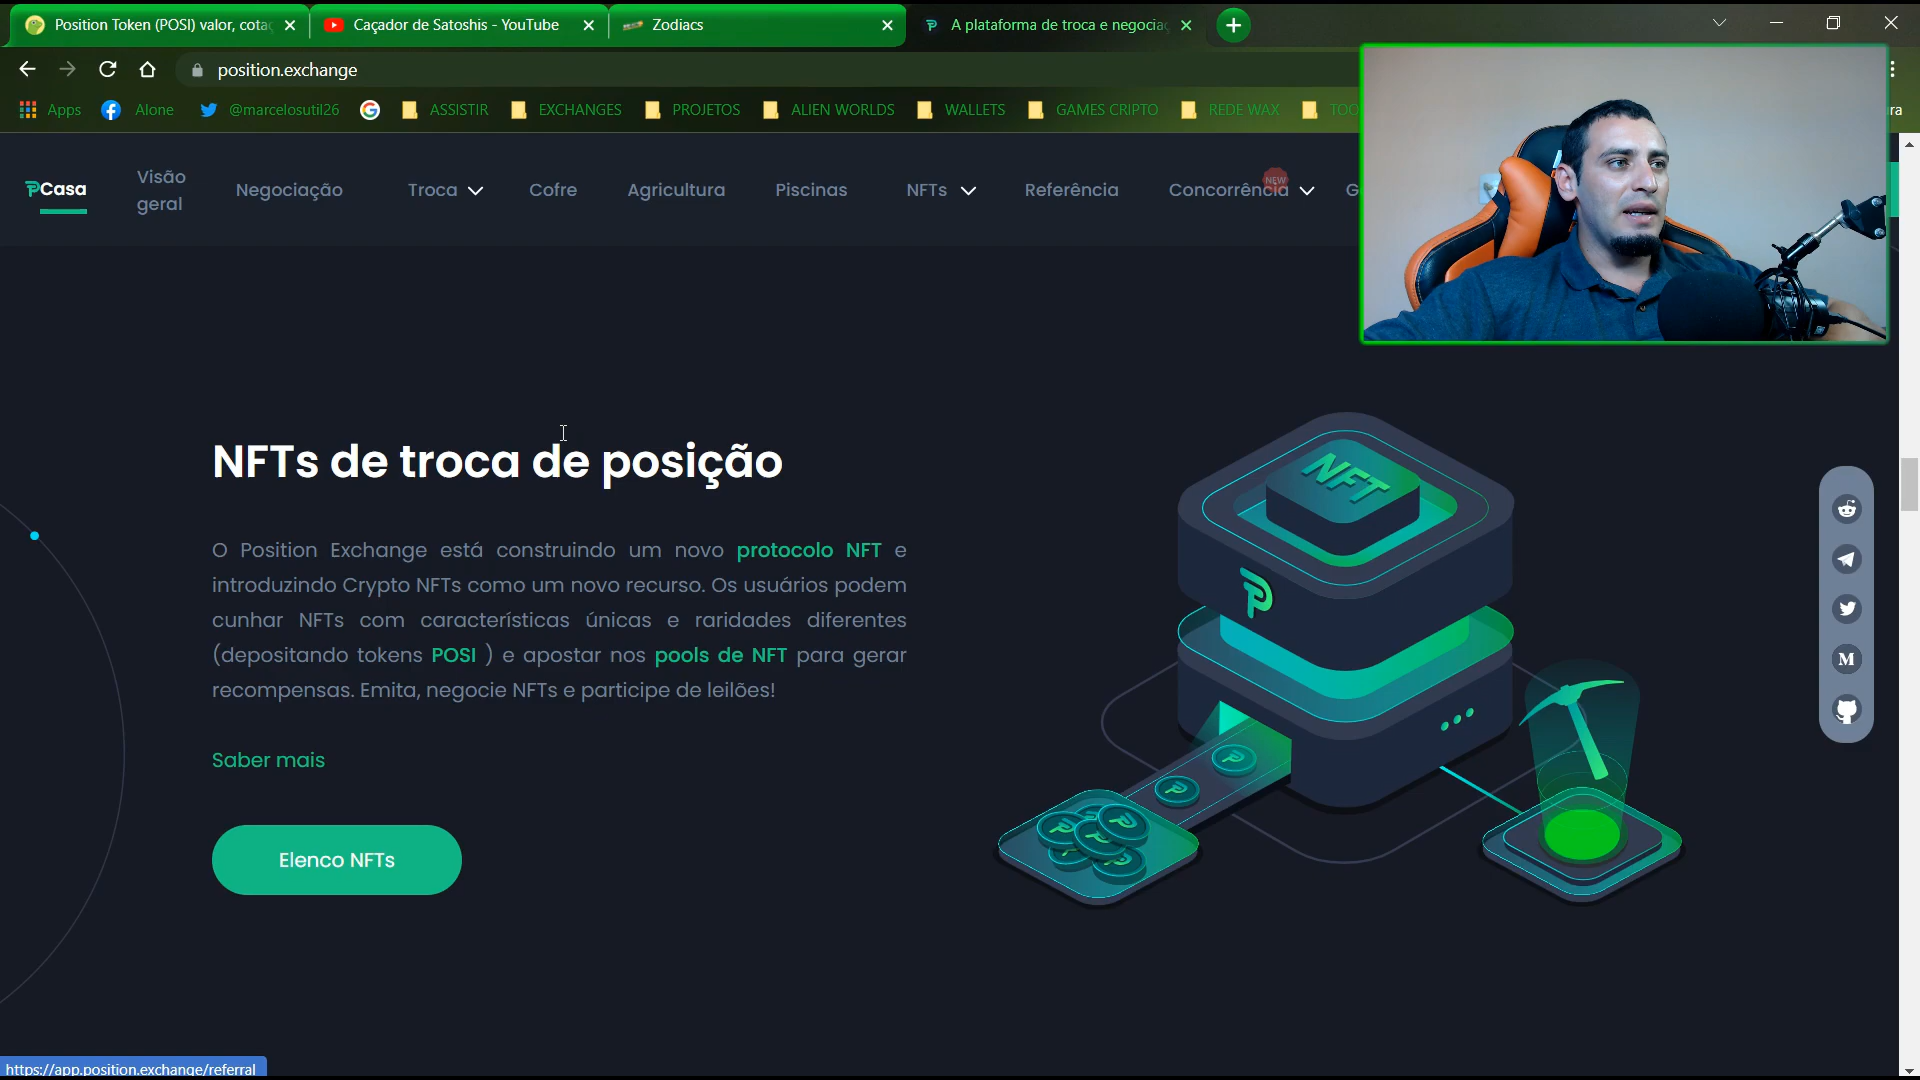 Position Token (POSI) valor, cota
Caçador de Satoshis - YouTube
Zodiacs
A plataforma de troca e negocia
position.exchange
Apps
Alone
@marcelosutil26
ASSISTIR
EXCHANGES
PROJETOS
ALIEN WORLDS
WALLETS
GAMES CRIPTO
REDE WAX
TOO
ra
Casa
Visão
geral
Negociação
Troca
Cofre
Agricultura
Piscinas
NFTs
Referência
NEW
Concorrência
G
NFTs de troca de posição
O Position Exchange está construindo um novo protocolo NFT e
introduzindo Crypto NFTs como um novo recurso. Os usuários podem
cunhar NFTs com características únicas e raridades diferentes
(depositando tokens POSI ) e apostar nos pools de NFT para gerar
recompensas. Emita, negocie NFTs e participe de leilões!
Saber mais
Elenco NFTs
NFT
M
https://app.position.exchange/referral